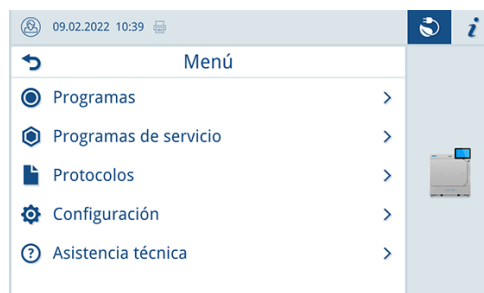 09.02.2022 10:39
i
Menú
Programas
Programas de servicio
Protocolos
Configuración
? Asistencia técnica